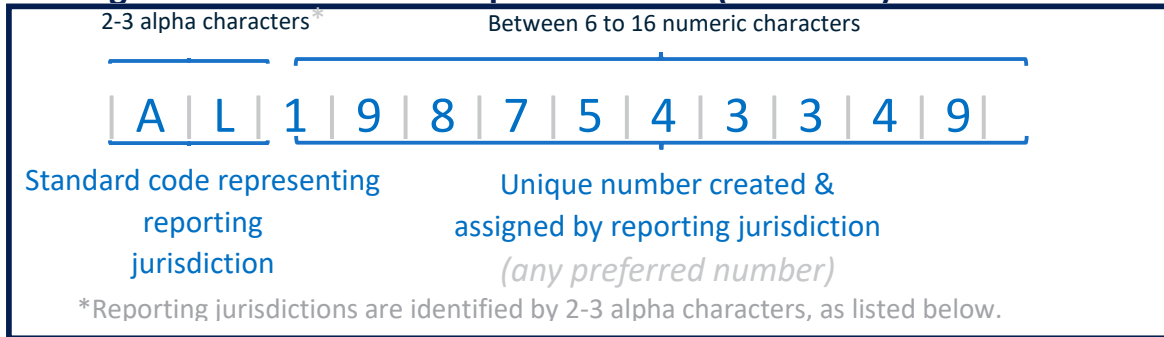 2-3 alpha characters* Between 6 to 16 numeric characters
| A | L | 1 | 9 | 8 | 7 | 5 | 4 | 3 | 3 | 4 | 9 |
Standard code representing
reporting
jurisdiction
Unique number created &
assigned by reporting jurisdiction
(any preferred number)
*Reporting jurisdictions are identified by 2-3 alpha characters, as listed below.